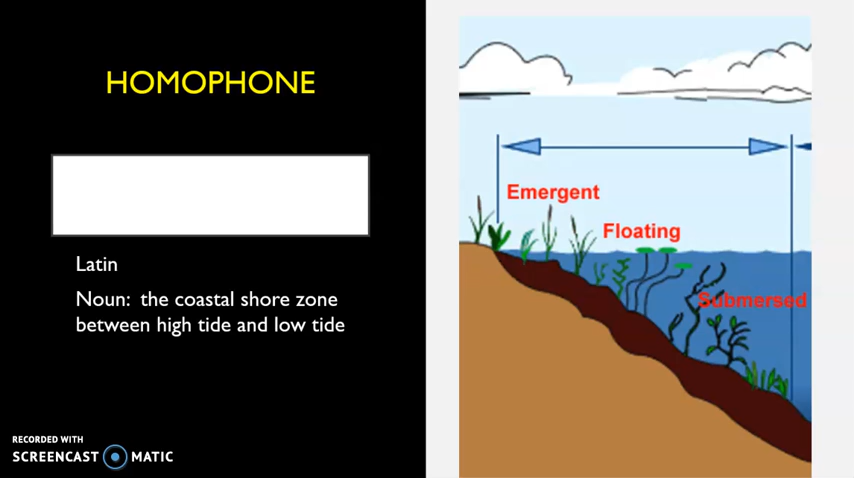 HOMOPHONE
Latin
Noun:  the coastal shore zone
between high tide and low tide
RECORDED WITH
SCREENCAST MATIC
Emergent
Floating
Submersed